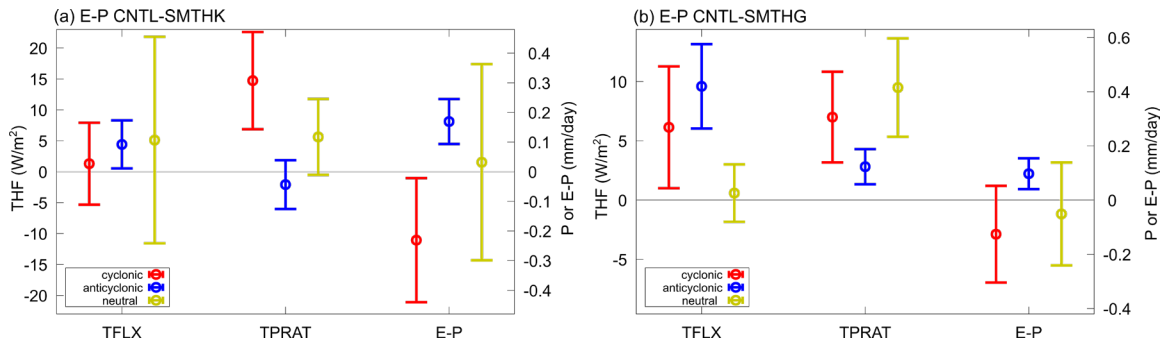 (a) E-P CNTL-SMTHK
THF (W/m²)
20
15
10
5
0
-5
-10
-15
-20
0.4
0.3
0.2
0.1
0
-0.1
-0.2
-0.3
-0.4
P or E-P (mm/day)
cyclonic
anticyclonic
neutral
TFLX TPRAT E-P
(b) E-P CNTL-SMTHG
THF (W/m²)
10
5
0
-5
0.6
0.4
0.2
0
-0.2
-0.4
P or E-P (mm/day)
cyclonic
anticyclonic
neutral
TFLX TPRAT E-P